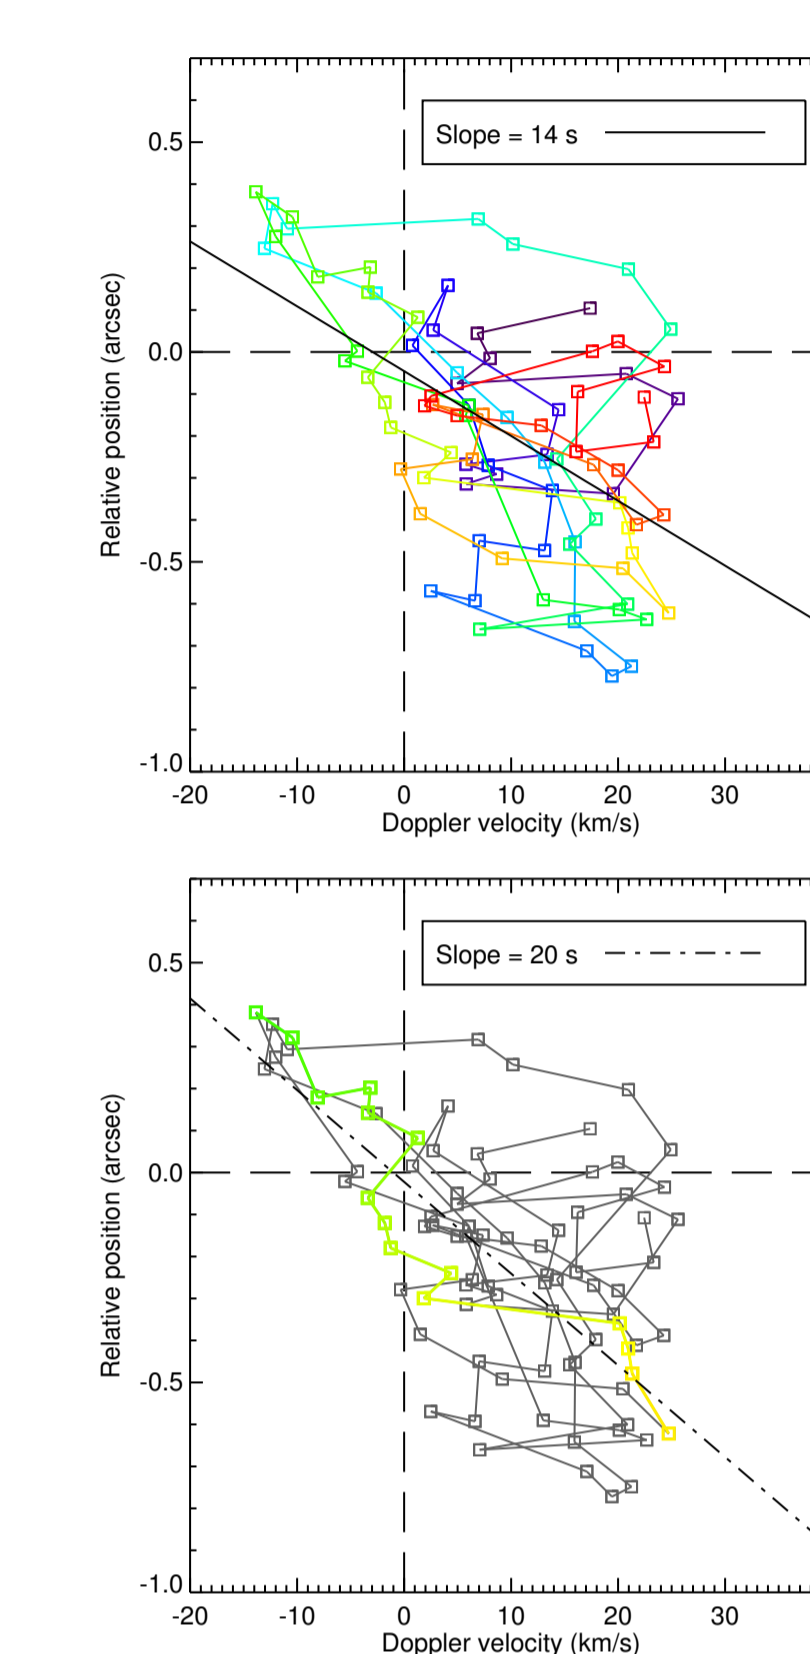 Slope = 14 s
0.5
0.0
-0.5
-1.0
Relative position (arcsec)
-20 -10 0 10 20 30
Doppler velocity (km/s)
Slope = 20 s
0.5
0.0
-0.5
-1.0
Relative position (arcsec)
-20 -10 0 10 20 30
Doppler velocity (km/s)